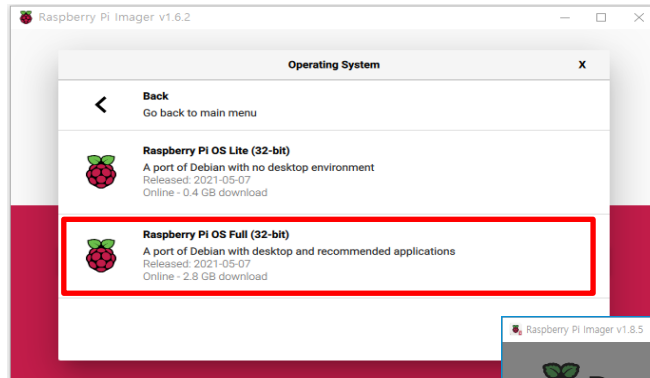 Raspberry Pi Imager v1.6.2
Operating System
X
Back
Go back to main menu
Raspberry Pi OS Lite (32-bit)
A port of Debian with no desktop environment
Released: 2021-05-07
Online - 0.4 GB download
Raspberry Pi OS Full (32-bit)
A port of Debian with desktop and recommended applications
Released: 2021-05-07
Online - 2.8 GB download
Raspberry Pi Imager v1.8.5